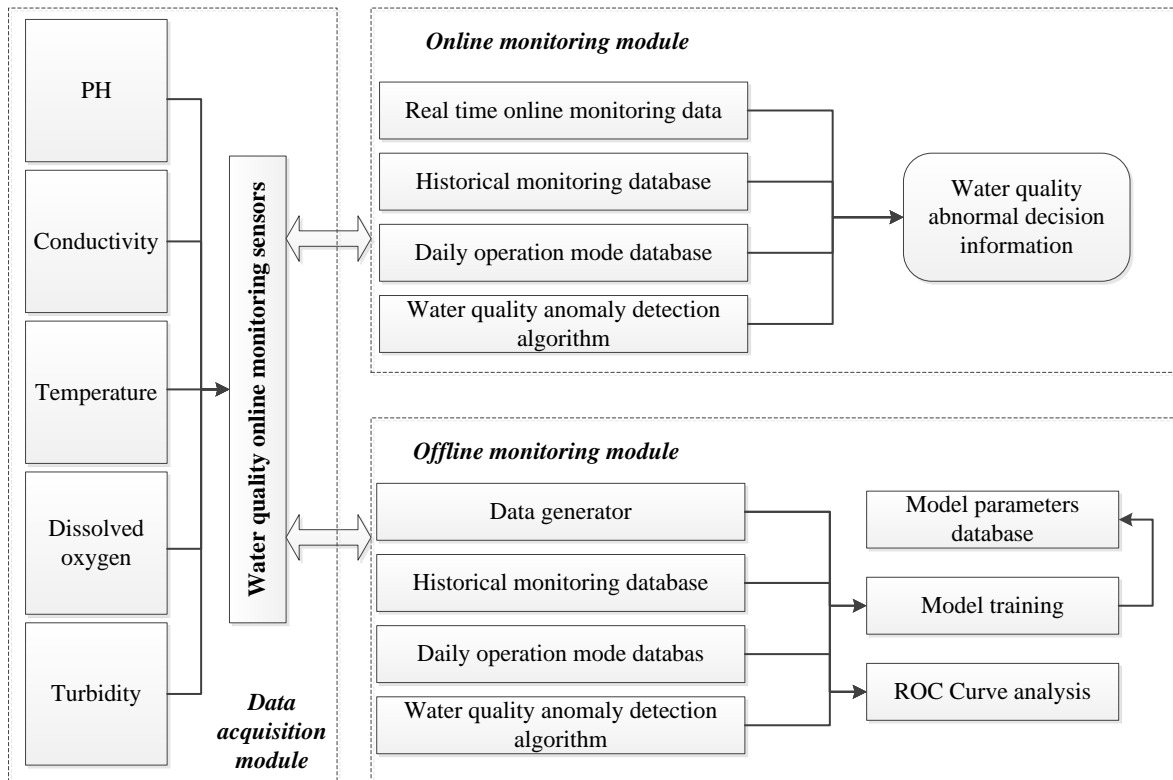 PH
Conductivity
Temperature
Dissolved
oxygen
Turbidity
Water quality online monitoring sensors
Data
acquisition
module
Online monitoring module
Real time online monitoring data
Historical monitoring database
Daily operation mode database
Water quality anomaly detection
algorithm
Water quality
abnormal decision
information
Offline monitoring module
Data generator
Historical monitoring database
Daily operation mode databas
Water quality anomaly detection
algorithm
Model parameters
database
Model training
ROC Curve analysis